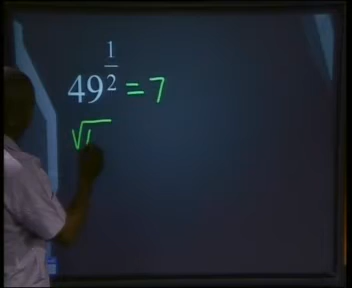 49^{1/2} = 7
√